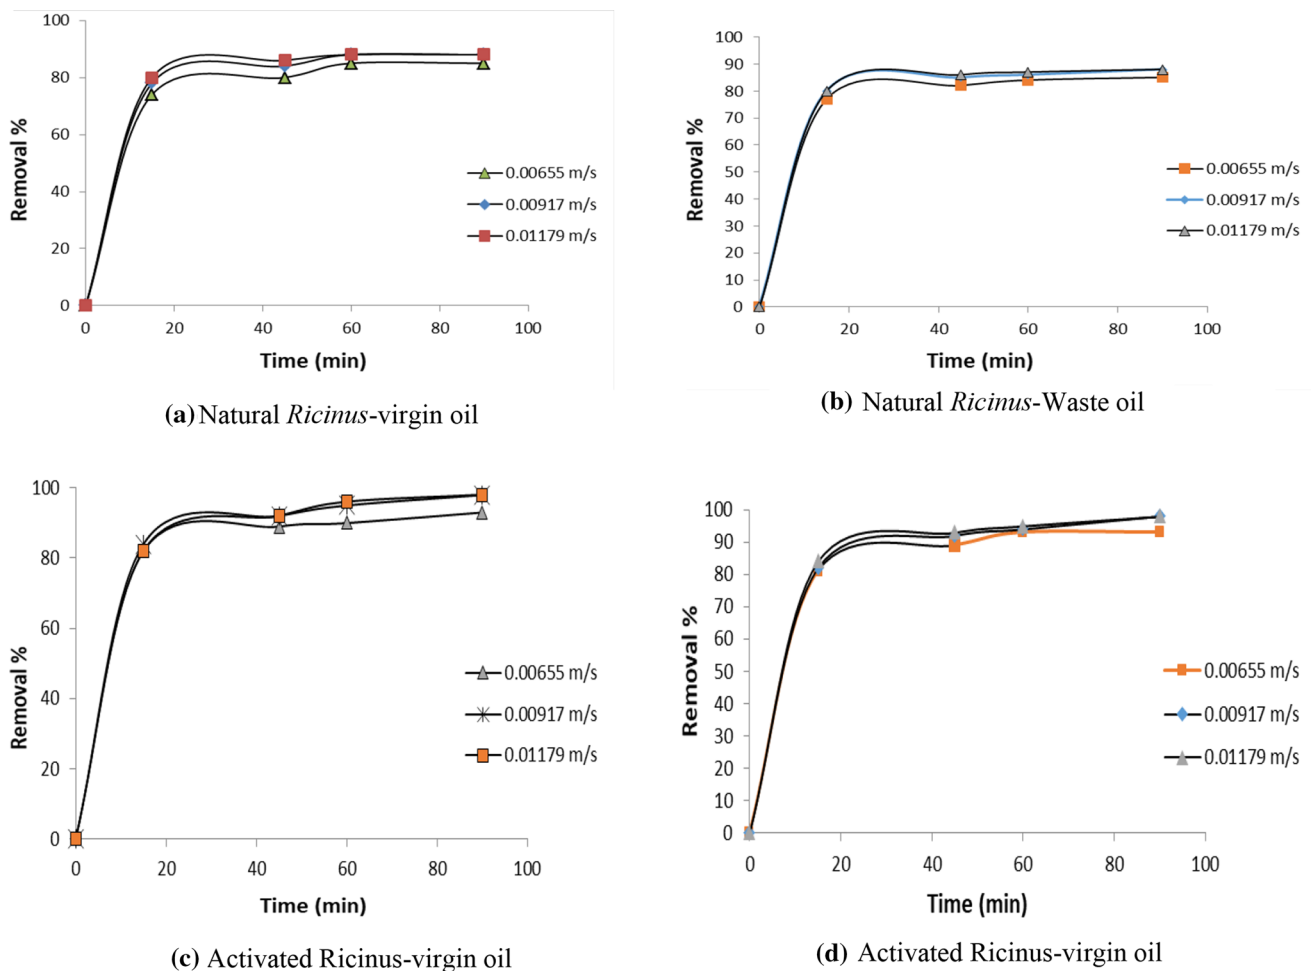 100
80
60
40
20
0
Removal %
0 20 40 60 80 100
Time (min)
0.00655 m/s
0.00917 m/s
0.01179 m/s
(a) Natural Ricinus-virgin oil
100
90
80
70
60
50
40
30
20
10
0
Removal %
0 20 40 60 80 100
Time (min)
0.00655 m/s
0.00917 m/s
0.01179 m/s
(b) Natural Ricinus-Waste oil
100
80
60
40
20
0
Removal %
0 20 40 60 80 100
Time (min)
0.00655 m/s
0.00917 m/s
0.01179 m/s
(c) Activated Ricinus-virgin oil
100
90
80
70
60
50
40
30
20
10
0
Removal %
0 20 40 60 80 100
Time (min)
0.00655 m/s
0.00917 m/s
0.01179 m/s
(d) Activated Ricinus-virgin oil